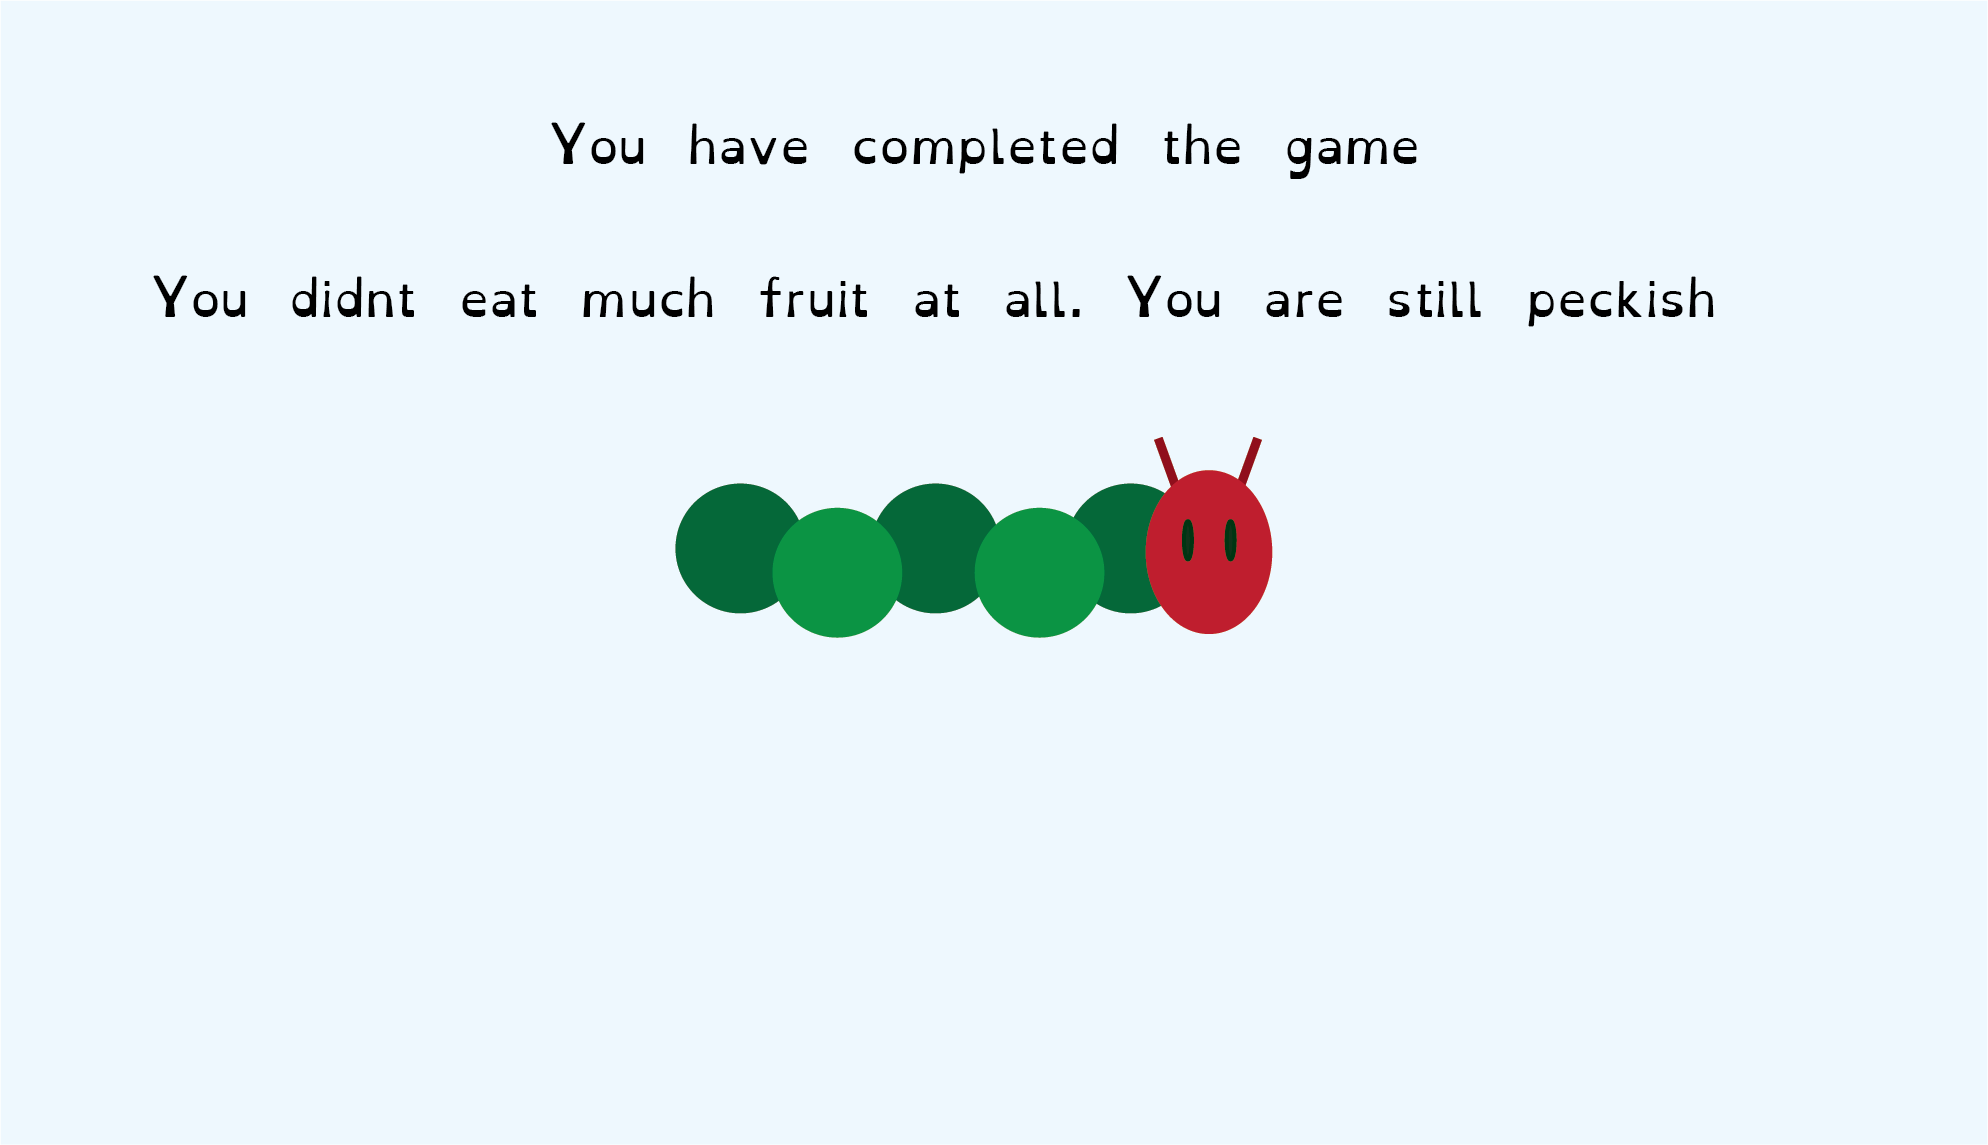 You have completed the game
You didnt eat much fruit at all. You are still peckish